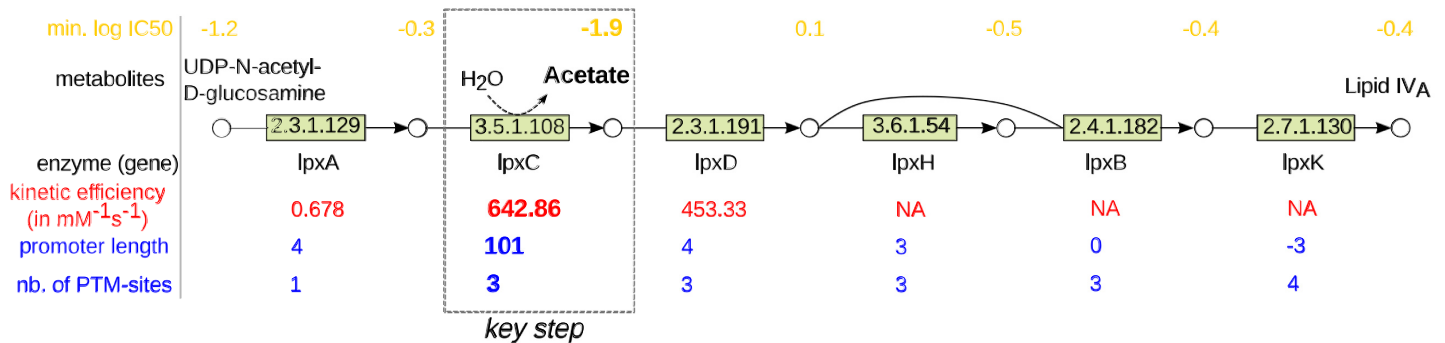 min. log IC50 -1.2 -0.3 -1.9 0.1 -0.5 -0.4 -0.4
metabolites UDP-N-acetyl-D-glucosamine H2O Acetate Lipid IVA
2.3.1.129 3.5.1.108 2.3.1.191 3.6.1.54 2.4.1.182 2.7.1.130
enzyme (gene) lpxA lpxC lpxD lpxH lpxB lpxK
kinetic efficiency
(in mM-1s-1) 0.678 642.86 453.33 NA NA NA
promoter length 4 101 4 3 0 -3
nb. of PTM-sites 1 3 3 3 3 4
key step